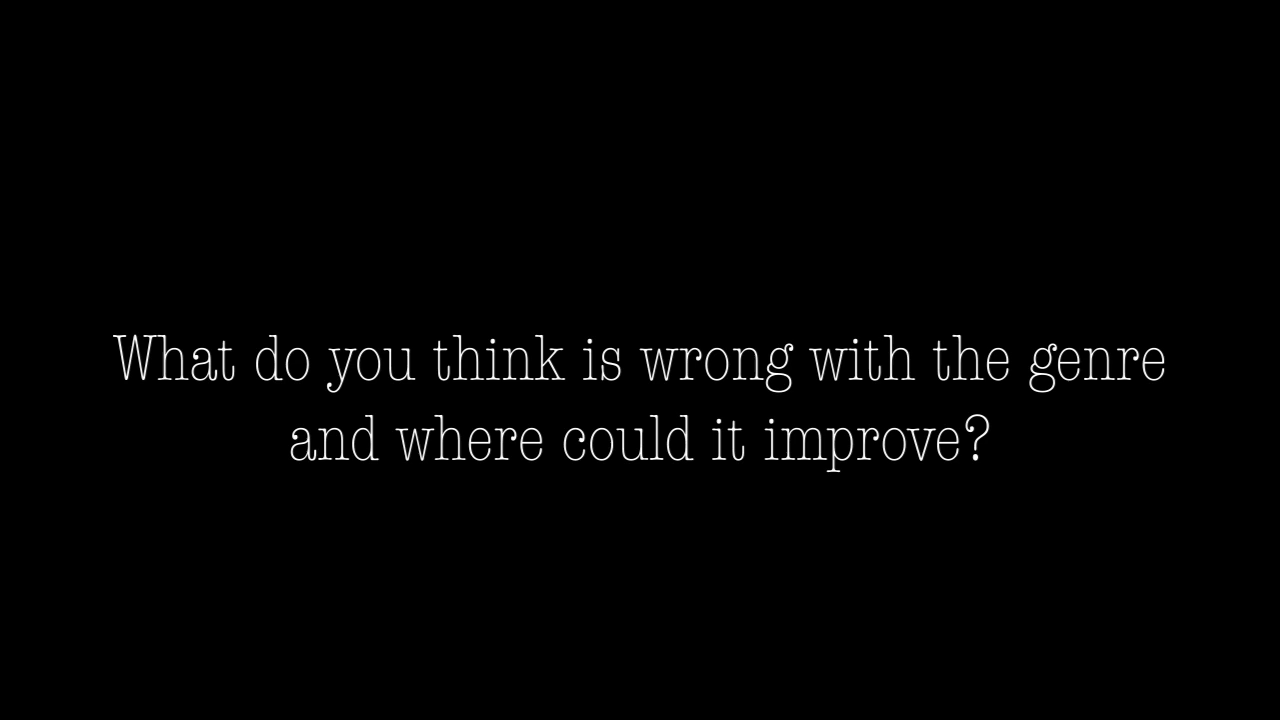 What do you think is wrong with the genre
and where could it improve?